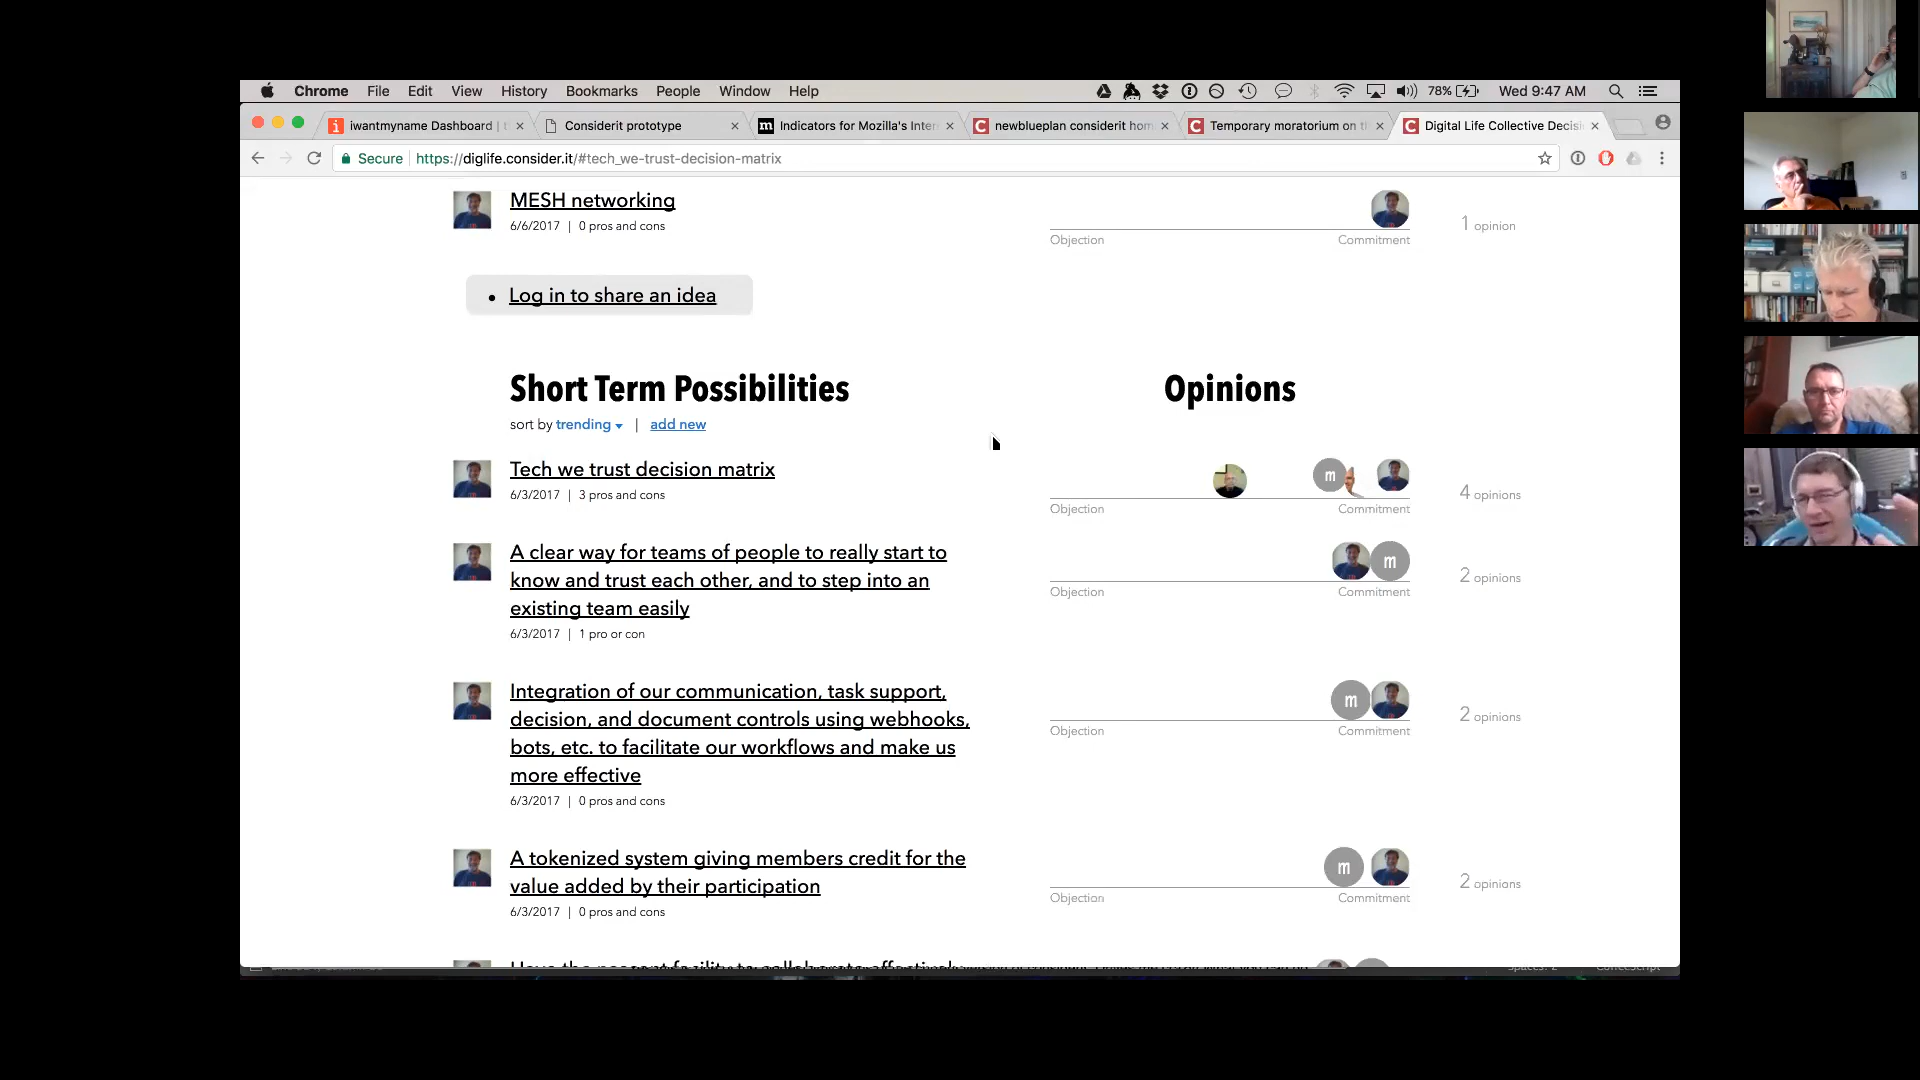 Chrome File Edit View History Bookmarks People Window Help 78% Wed 9:47 AM
iwantmyname Dashboard | t Considerit prototype Indicators for Mozilla's Inter newblueplan considerit hom Temporary moratorium on t Digital Life Collective Decisi
Secure https://diglife.consider.it/#tech_we-trust-decision-matrix
MESH networking
6/6/2017 | 0 pros and cons
1 opinion
Objection Commitment
• Log in to share an idea
Short Term Possibilities Opinions
sort by trending | add new
Tech we trust decision matrix
6/3/2017 | 3 pros and cons
m
4 opinions
Objection Commitment
A clear way for teams of people to really start to
know and trust each other, and to step into an
existing team easily
6/3/2017 | 1 pro or con
m
2 opinions
Objection Commitment
Integration of our communication, task support,
decision, and document controls using webhooks,
bots, etc. to facilitate our workflows and make us
more effective
6/3/2017 | 0 pros and cons
m
2 opinions
Objection Commitment
A tokenized system giving members credit for the
value added by their participation
6/3/2017 | 0 pros and cons
m
2 opinions
Objection Commitment